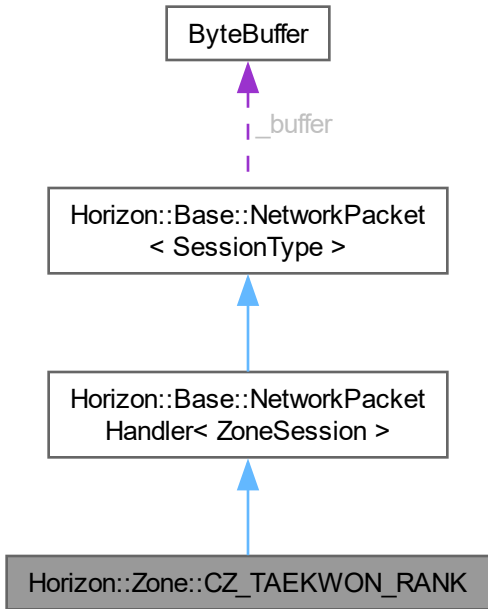 ByteBuffer
_buffer
Horizon::Base::NetworkPacket
< SessionType >
Horizon::Base::NetworkPacket
Handler< ZoneSession >
Horizon::Zone::CZ_TAEKWON_RANK